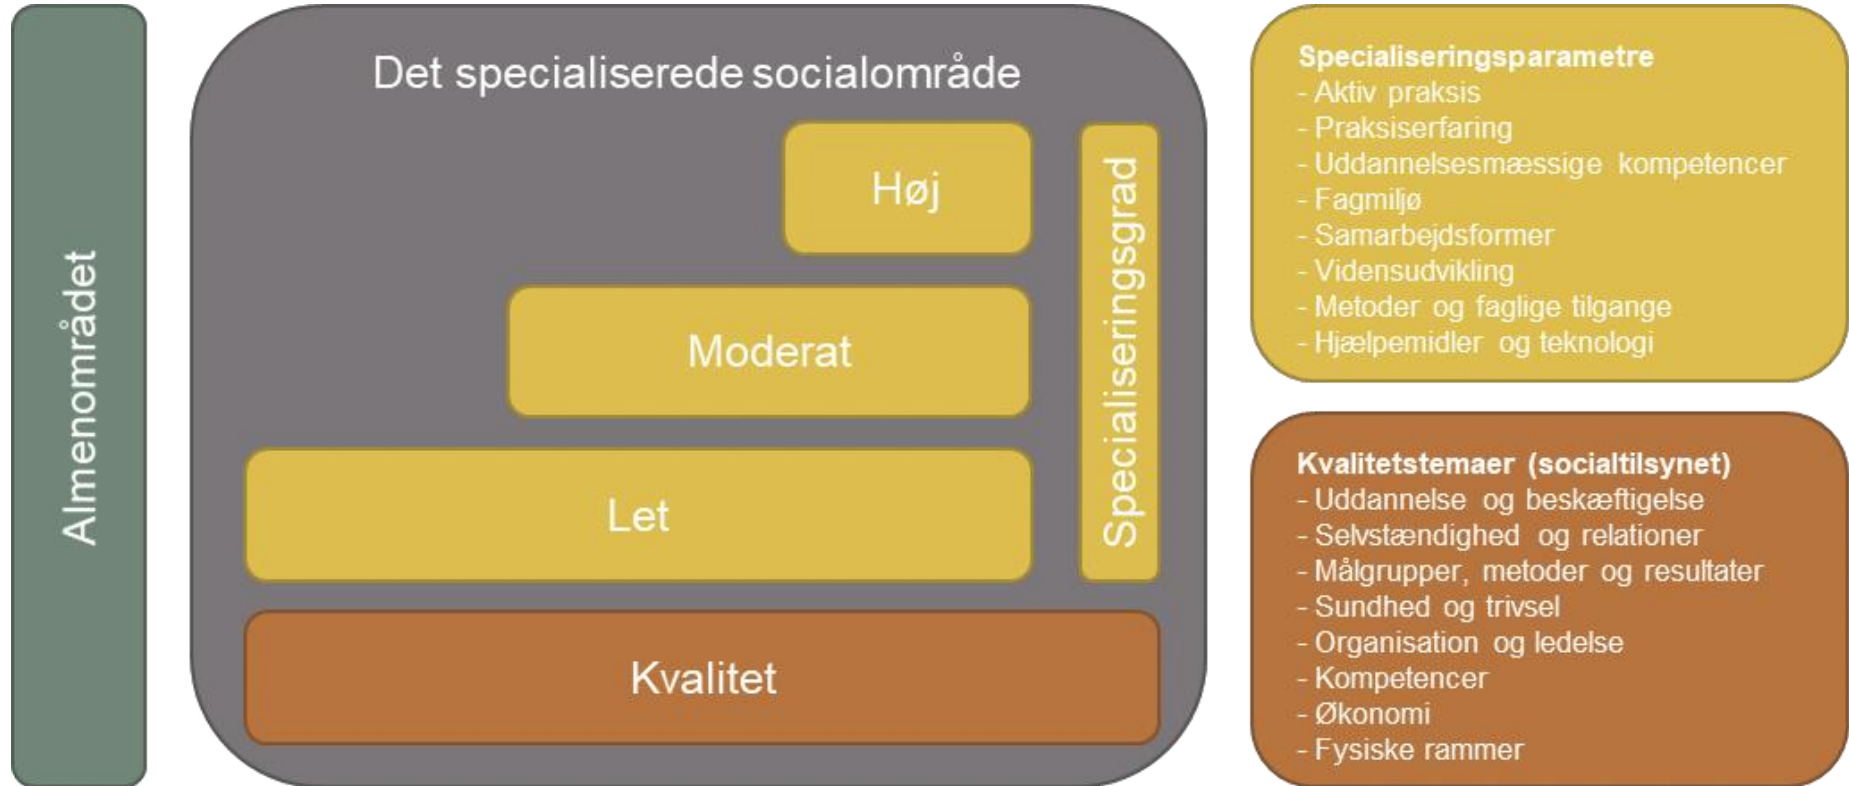 Almenområdet
Det specialiserede socialområde
Høj
Moderat
Let
Specialiseringsgrad
Kvalitet
Specialiseringsparametre
- Aktiv praksis
- Praksiserfaring
- Uddannelsesmæssige kompetencer
- Fagmiljø
- Samarbejdsformer
- Vidensudvikling
- Metoder og faglige tilgange
- Hjælpemidler og teknologi
Kvalitetstemaer (socialtilsynet)
- Uddannelse og beskæftigelse
- Selvstændighed og relationer
- Målgrupper, metoder og resultater
- Sundhed og trivsel
- Organisation og ledelse
- Kompetencer
- Økonomi
- Fysiske rammer